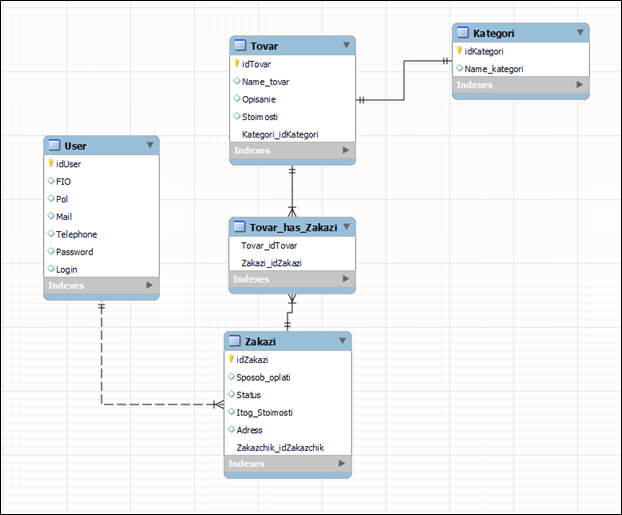 Kategori
idKategori
Name_kategori
Indexes
Tovar
idTovar
Name_tovar
Opisanie
Stoimosti
Kategori_idKategori
Indexes
User
idUser
FIO
Pol
Mail
Telephone
Password
Login
Indexes
Tovar_has_Zakazi
Tovar_idTovar
Zakazi_idZakazi
Indexes
Zakazi
idZakazi
Sposob_oplati
Status
Itog_Stoimosti
Adress
Zakazchik_idZakazchik
Indexes